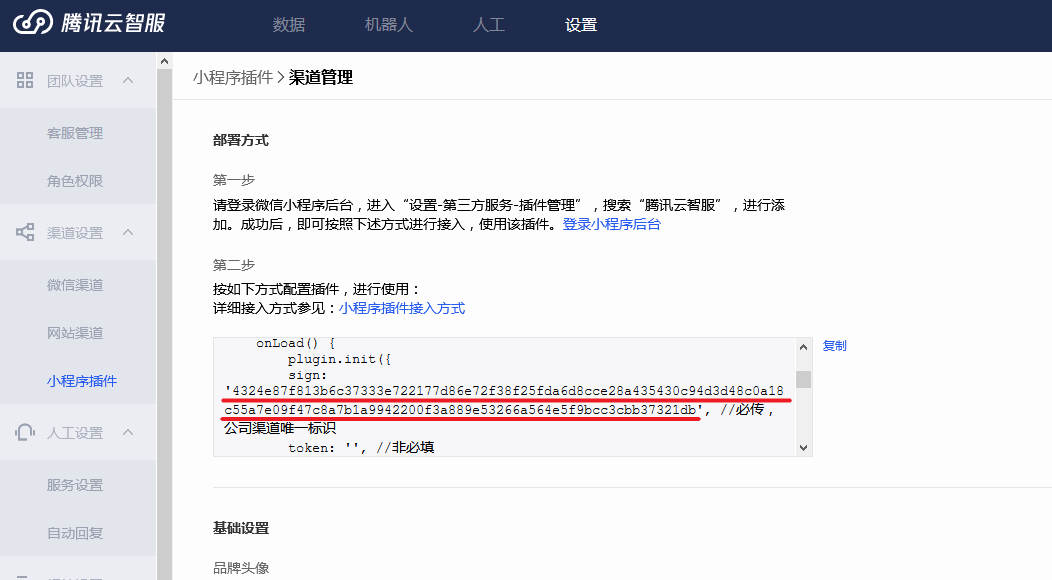 腾讯云智服
数据 机器人 人工 设置
团队设置
客服管理
角色权限
渠道设置
微信渠道
网站渠道
小程序插件
人工设置
服务设置
自动回复
小程序插件 > 渠道管理
部署方式
第一步
请登录微信小程序后台，进入“设置-第三方服务-插件管理”，搜索“腾讯云智服”，进行添
加。成功后，即可按照下述方式进行接入，使用该插件。登录小程序后台
第二步
按如下方式配置插件，进行使用：
详细接入方式参见：小程序插件接入方式
onLoad() {
plugin.init({
sign:
'4324e87f813b6c37333e722177d86e72f38f25fda6d8cce28a435430c94d3d48c0a18
c55a7e09f47c8a7b1a9942200f3a889e53266a564e5f9bcc3cbb37321db', //必传，
公司渠道唯一标识
token: '', //非必填
复制
基础设置
品牌头像